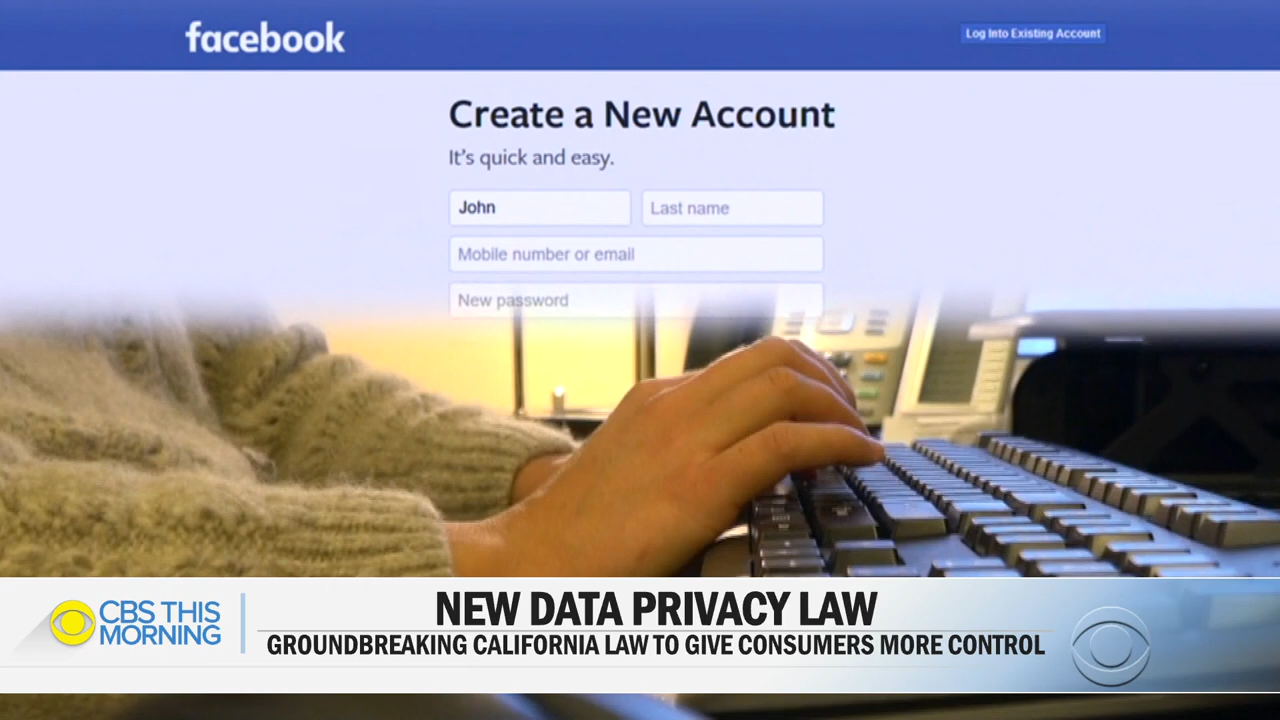 facebook
Log Into Existing Account
Create a New Account
It's quick and easy.
John
Last name
Mobile number or email
New password
CBS THIS
MORNING
NEW DATA PRIVACY LAW
GROUNDBREAKING CALIFORNIA LAW TO GIVE CONSUMERS MORE CONTROL